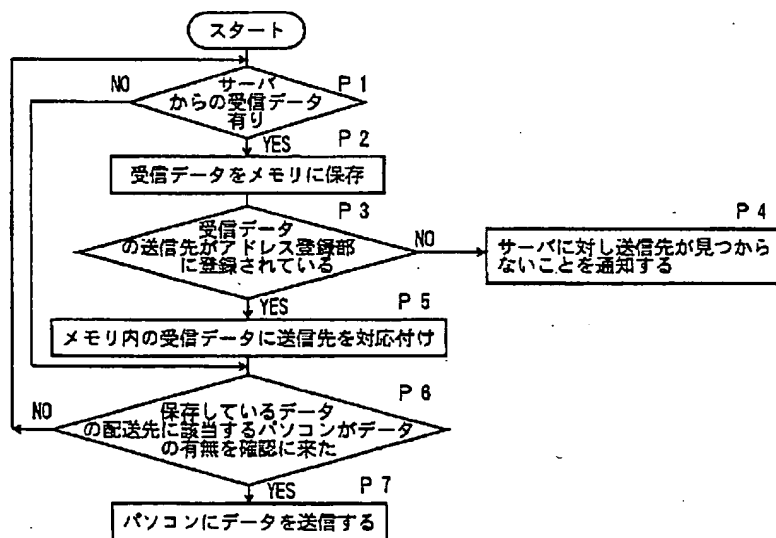 スタート
NO
サーバ
からの受信データ
有り
P 1
YES
P 2
受信データをメモリに保存
P 3
受信データ
の送信先がアドレス登録部
に登録されている
NO
P 4
サーバに対し送信先が見つから
ないことを通知する
YES
P 5
メモリ内の受信データに送信先を対応付け
P 6
NO
保存しているデータ
の配送先に該当するパソコンがデータ
の有無を確認に来た
YES
P 7
パソコンにデータを送信する